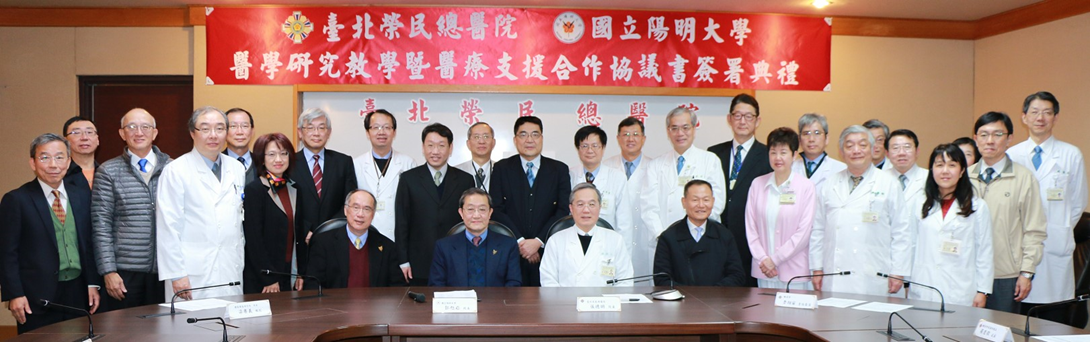 臺北榮民總醫院 國立陽明大學
醫學研究教學暨醫療支援合作協議書簽署典禮
臺北榮民總醫院